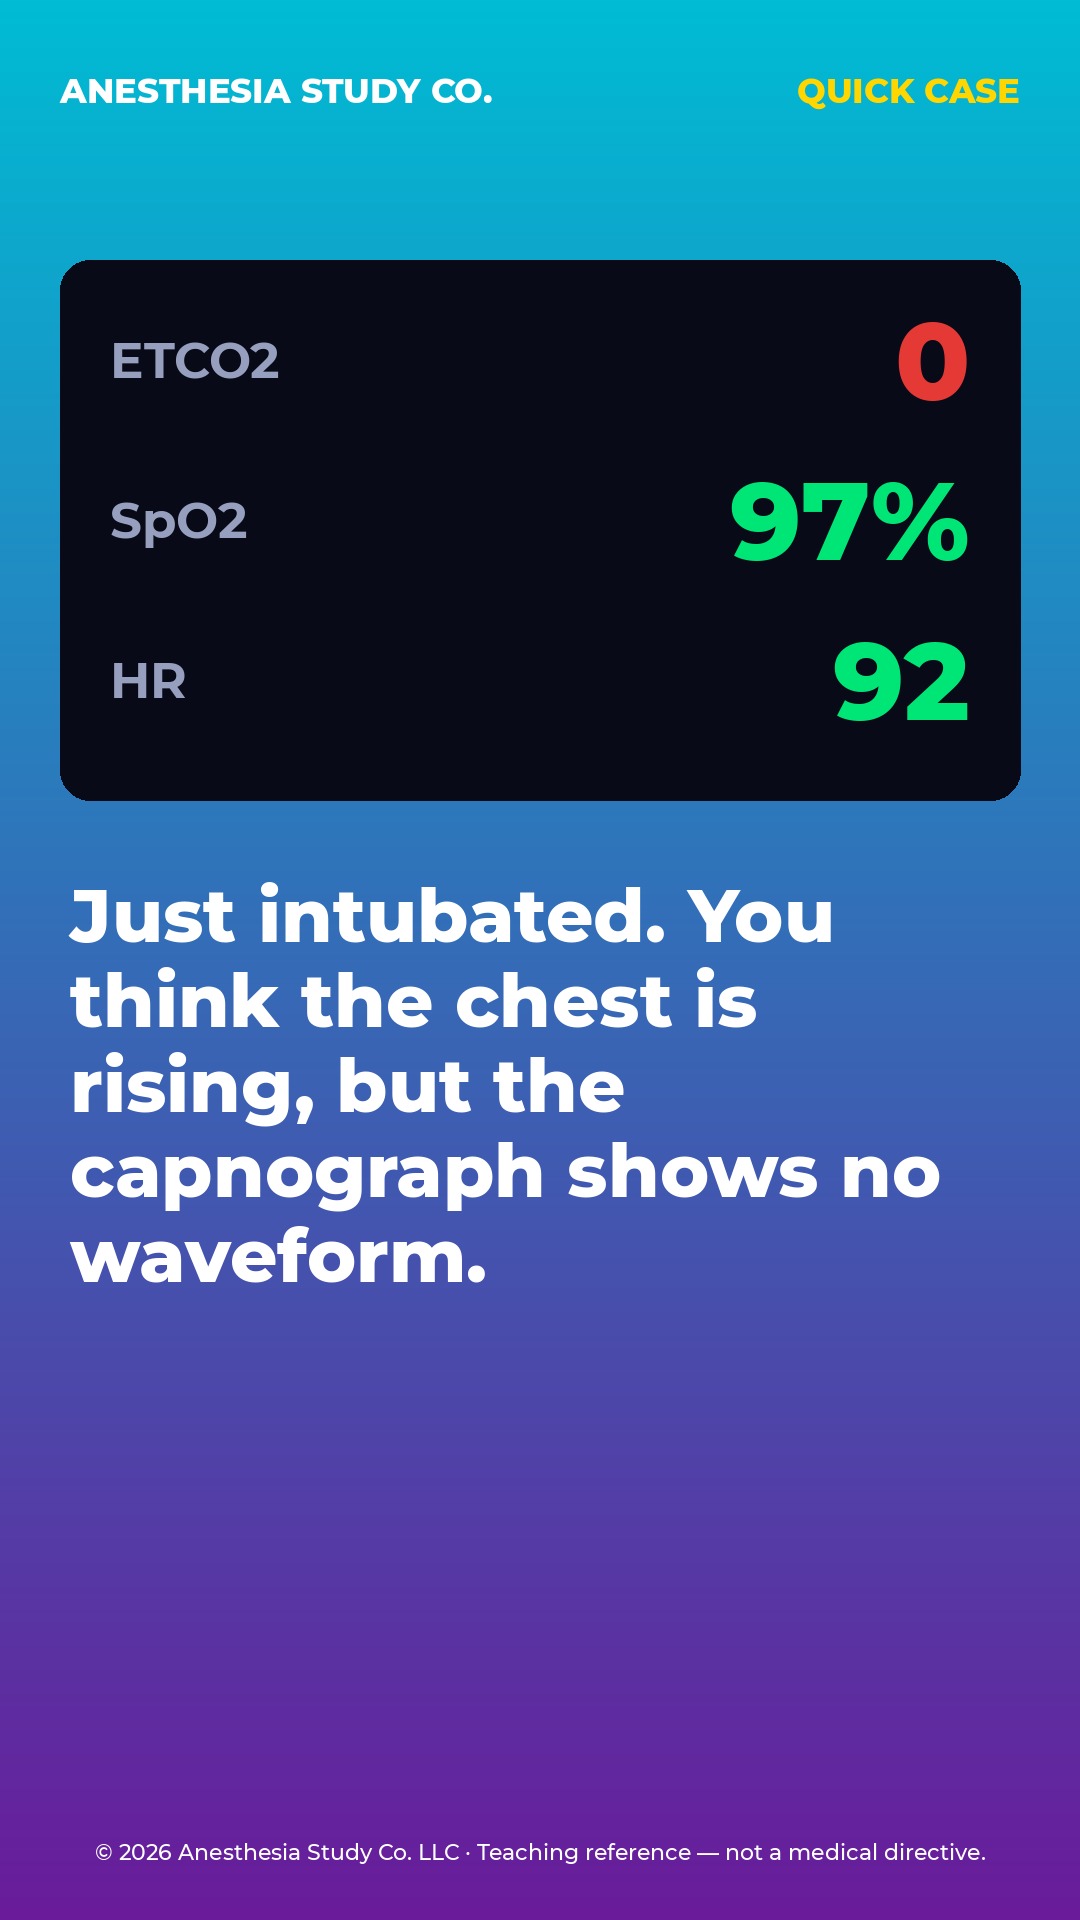 ANESTHESIA STUDY CO.
QUICK CASE
ETCO2
0
SpO2
97%
HR
92
Just intubated. You
think the chest is
rising, but the
capnograph shows no
waveform.
© 2026 Anesthesia Study Co. LLC · Teaching reference — not a medical directive.